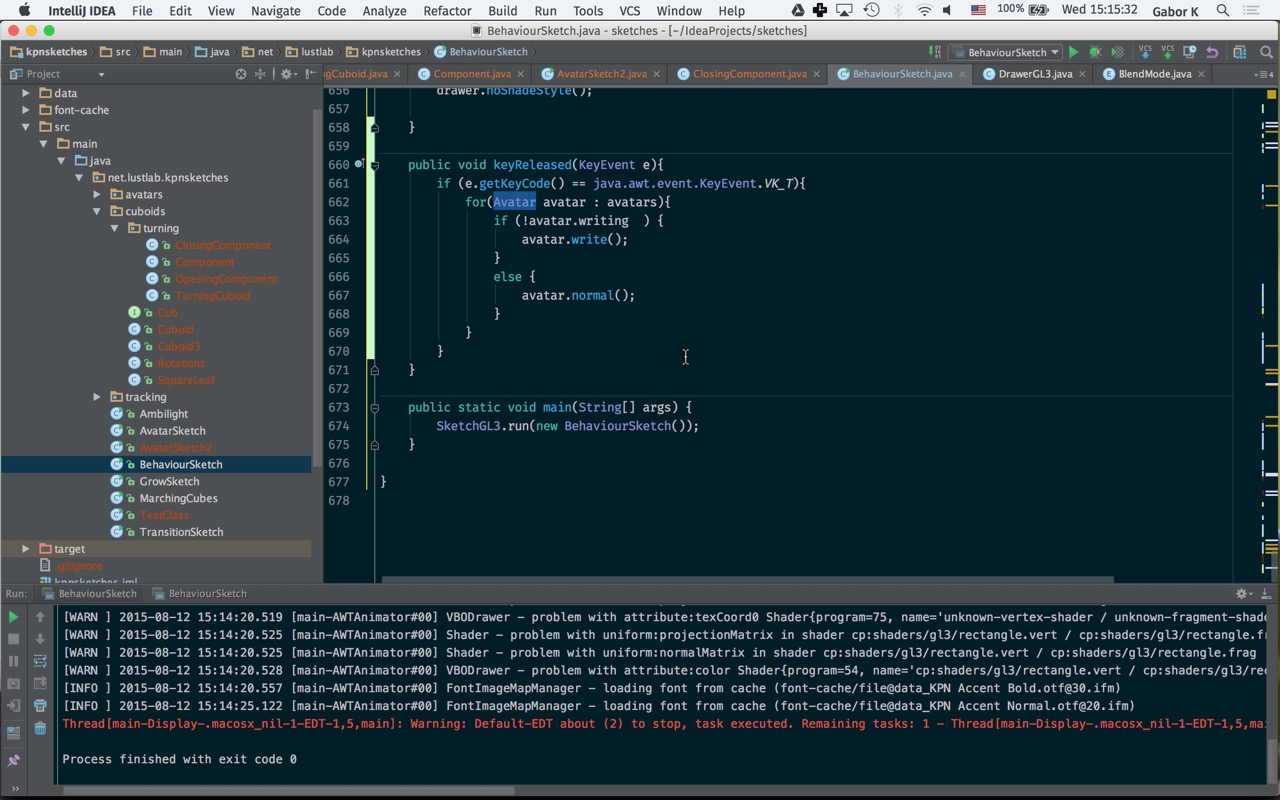 IntelliJ IDEA File Edit View Navigate Code Analyze Refactor Build Run Tools VCS Window Help 100% Wed 15:15:32 Gabor K
BehaviourSketch.java - sketches - [~/IdeaProjects/sketches]
kpnsketches src main java net lustlab kpnsketches BehaviourSketch BehaviourSketch VCS VCS
Project gCuboid.java Component.java AvatarSketch2.java ClosingComponent.java BehaviourSketch.java DrawerGL3.java BlendMode.java 4
data
font-cache
src
main
java
net.lustlab.kpnsketches
avatars
cuboids
turning
ClosingComponent
Component
OpeningComponent
TurningCuboid
Cub
Cuboid
Cuboid3
Rotations
SquareLeaf
tracking
Ambilight
AvatarSketch
AvatarSketch2
BehaviourSketch
GrowSketch
MarchingCubes
TestClass
TransitionSketch
target
.gitignore
kpnsketches.iml
656 drawer.noShadeStyle();
657
658 }
659
660 public void keyReleased(KeyEvent e){
661 if (e.getKeyCode() == java.awt.event.KeyEvent.VK_T){
662 for(Avatar avatar : avatars){
663 if (!avatar.writing  ) {
664 avatar.write();
665 }
666 else {
667 avatar.normal();
668 }
669 }
670 }
671 }
672
673 public static void main(String[] args) {
674 SketchGL3.run(new BehaviourSketch());
675 }
676
677 }
678
Run: BehaviourSketch BehaviourSketch
[WARN ] 2015-08-12 15:14:20.519 [main-AWTAnimator#00] VBODrawer - problem with attribute:texCoord0 Shader{program=75, name='unknown-vertex-shader / unknown-fragment-shade
[WARN ] 2015-08-12 15:14:20.525 [main-AWTAnimator#00] Shader - problem with uniform:projectionMatrix in shader cp:shaders/gl3/rectangle.vert / cp:shaders/gl3/rectangle.fr
[WARN ] 2015-08-12 15:14:20.525 [main-AWTAnimator#00] Shader - problem with uniform:normalMatrix in shader cp:shaders/gl3/rectangle.vert / cp:shaders/gl3/rectangle.frag
[WARN ] 2015-08-12 15:14:20.528 [main-AWTAnimator#00] VBODrawer - problem with attribute:color Shader{program=54, name='cp:shaders/gl3/rectangle.vert / cp:shaders/gl3/rec
[INFO ] 2015-08-12 15:14:20.557 [main-AWTAnimator#00] FontImageMapManager - loading font from cache (font-cache/file@data_KPN Accent Bold.otf@30.ifm)
[INFO ] 2015-08-12 15:14:25.122 [main-AWTAnimator#00] FontImageMapManager - loading font from cache (font-cache/file@data_KPN Accent Normal.otf@20.ifm)
Thread[main-Display-.macosx_nil-1-EDT-1,5,main]: Warning: Default-EDT about (2) to stop, task executed. Remaining tasks: 1 - Thread[main-Display-.macosx_nil-1-EDT-1,5,ma
Process finished with exit code 0